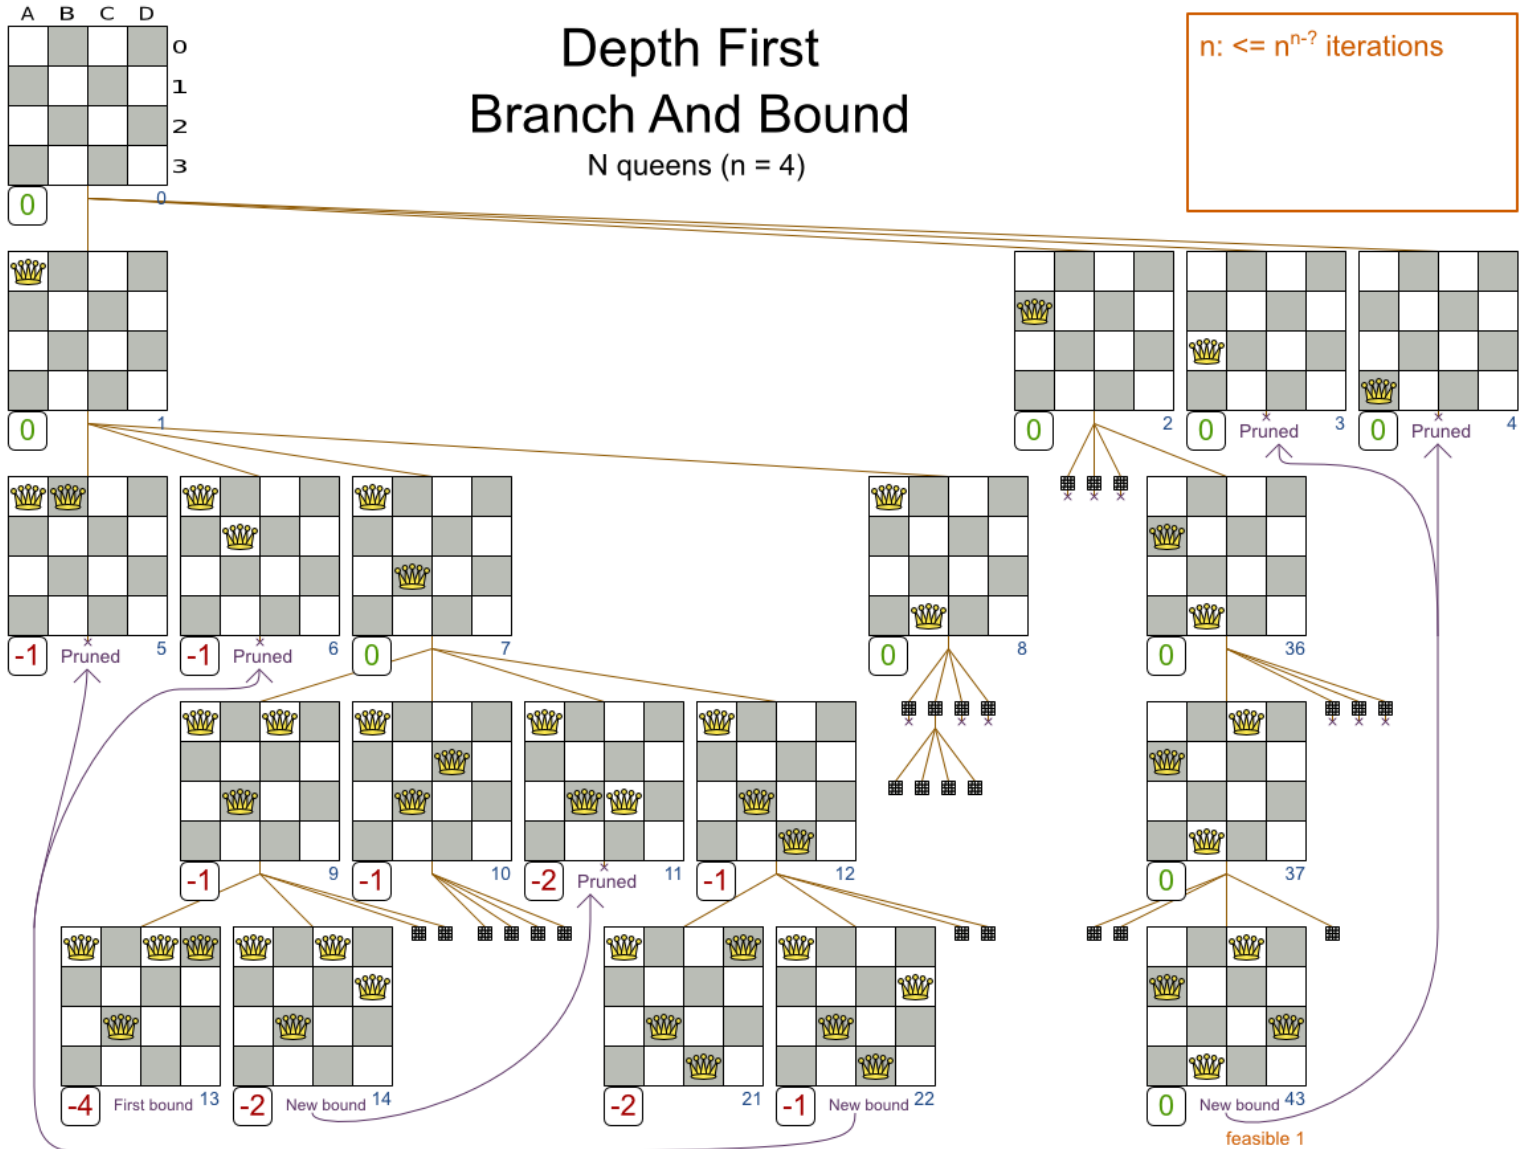 A B C D
Depth First
Branch And Bound
N queens (n = 4)
n: <= nⁿ⁻? iterations
0
1
2
3
0 0
0 1
0 2
0 Pruned 3
0 Pruned 4
-1 Pruned 5
-1 Pruned 6
0 7
0 8
0 36
-1 9
-1 10
-2 Pruned 11
-1 12
0 37
-4 First bound 13
-2 New bound 14
-2 21
-1 New bound 22
0 New bound 43
feasible 1